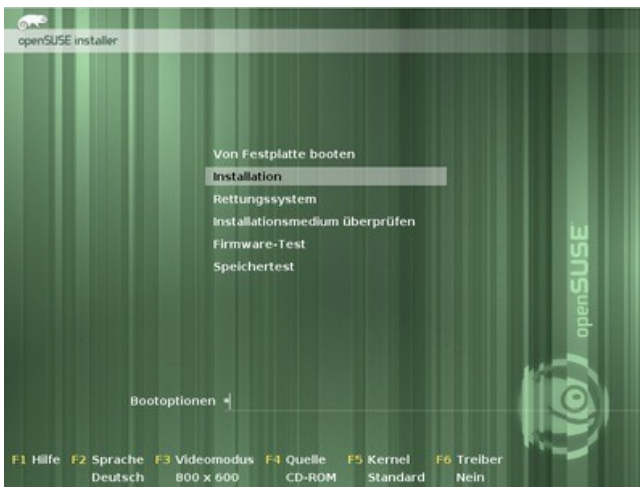 openSUSE installer
Von Festplatte booten
Installation
Rettungssystem
Installationsmedium überprüfen
Firmware-Test
Speichertest
openSUSE
Bootoptionen
F1 Hilfe F2 Sprache F3 Videomodus F4 Quelle F5 Kernel F6 Treiber
Deutsch 800 x 600 CD-ROM Standard Nein